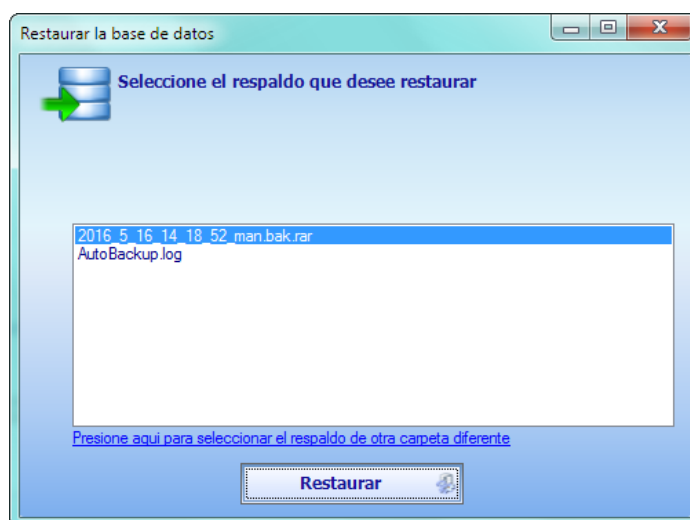 Restaurar la base de datos
Seleccione el respaldo que desee restaurar
2016_5_16_14_18_52_man.bak.rar
AutoBackup.log
Presione aqui para seleccionar el respaldo de otra carpeta diferente
Restaurar